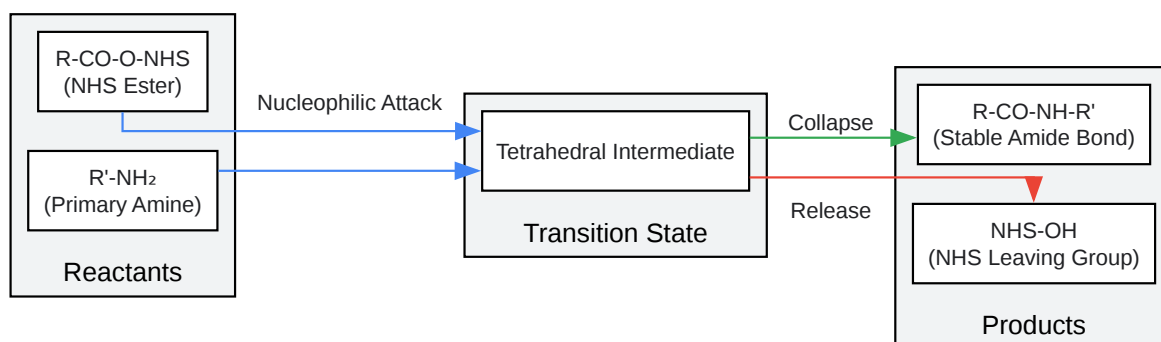 R-CO-O-NHS
(NHS Ester)
R'-NH₂
(Primary Amine)
Reactants
Nucleophilic Attack
Tetrahedral Intermediate
Transition State
Collapse
Release
R-CO-NH-R'
(Stable Amide Bond)
NHS-OH
(NHS Leaving Group)
Products